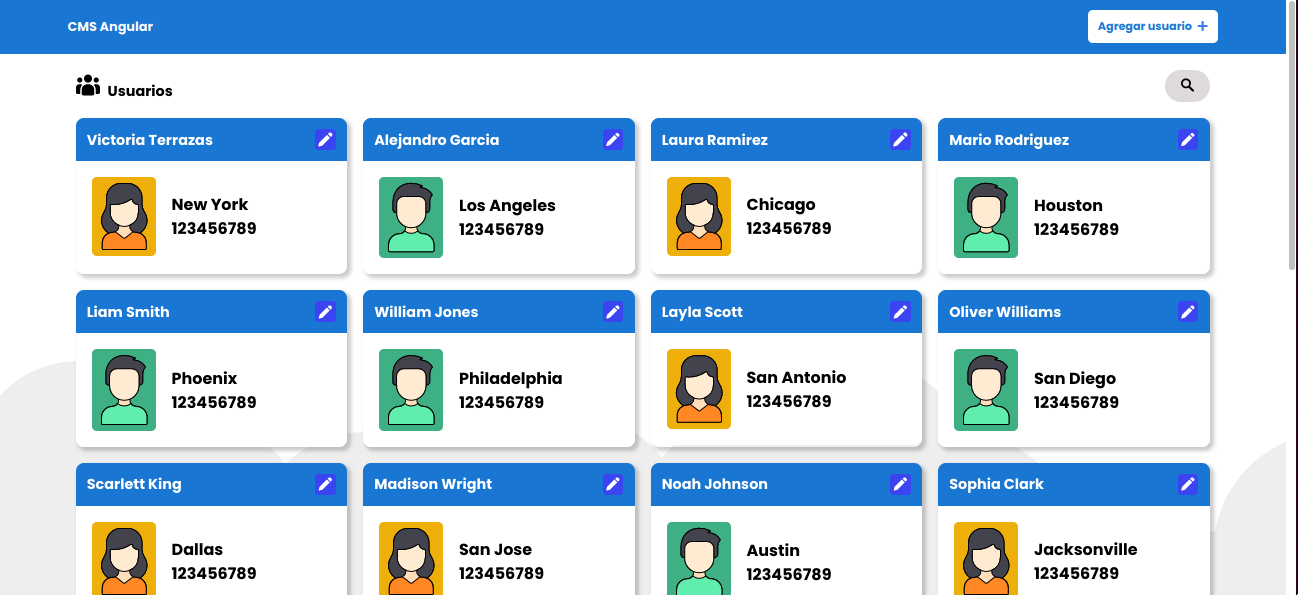 CMS Angular
Agregar usuario +
Usuarios
Victoria Terrazas
New York
123456789
Alejandro Garcia
Los Angeles
123456789
Laura Ramirez
Chicago
123456789
Mario Rodriguez
Houston
123456789
Liam Smith
Phoenix
123456789
William Jones
Philadelphia
123456789
Layla Scott
San Antonio
123456789
Oliver Williams
San Diego
123456789
Scarlett King
Dallas
123456789
Madison Wright
San Jose
123456789
Noah Johnson
Austin
123456789
Sophia Clark
Jacksonville
123456789